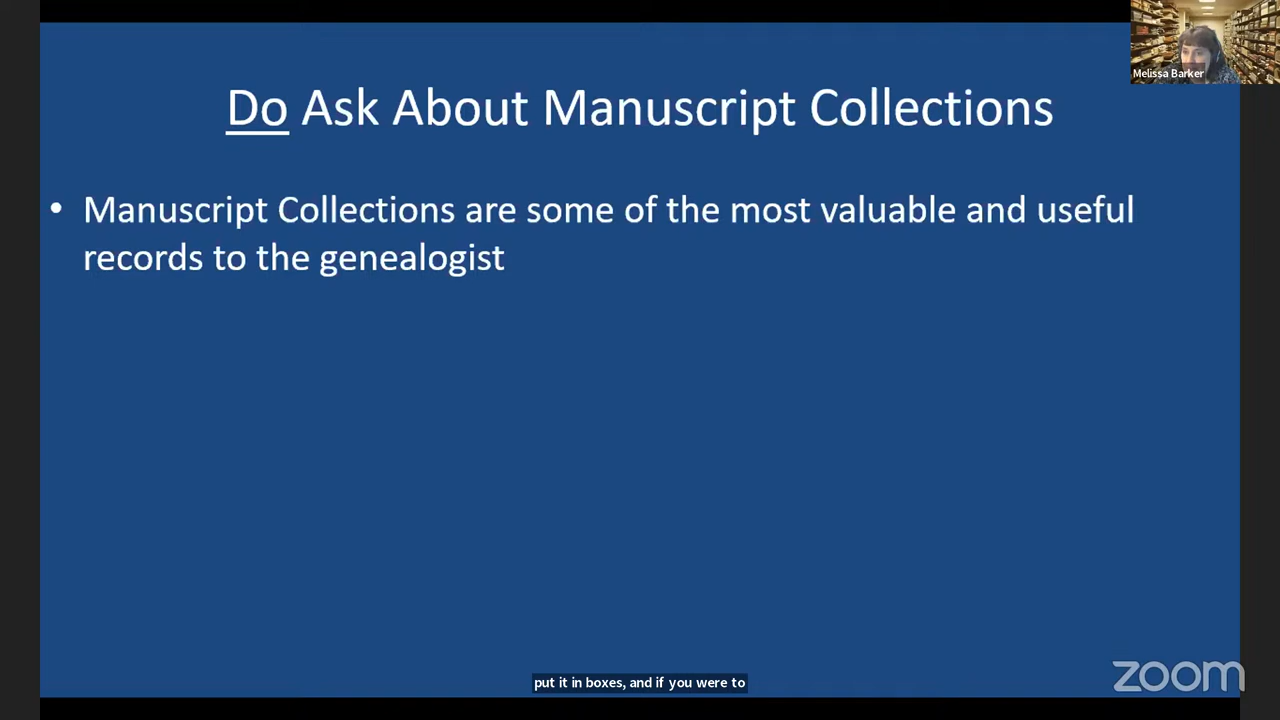 Melissa Barker
Do Ask About Manuscript Collections
• Manuscript Collections are some of the most valuable and useful
records to the genealogist
put it in boxes, and if you were to
zoom